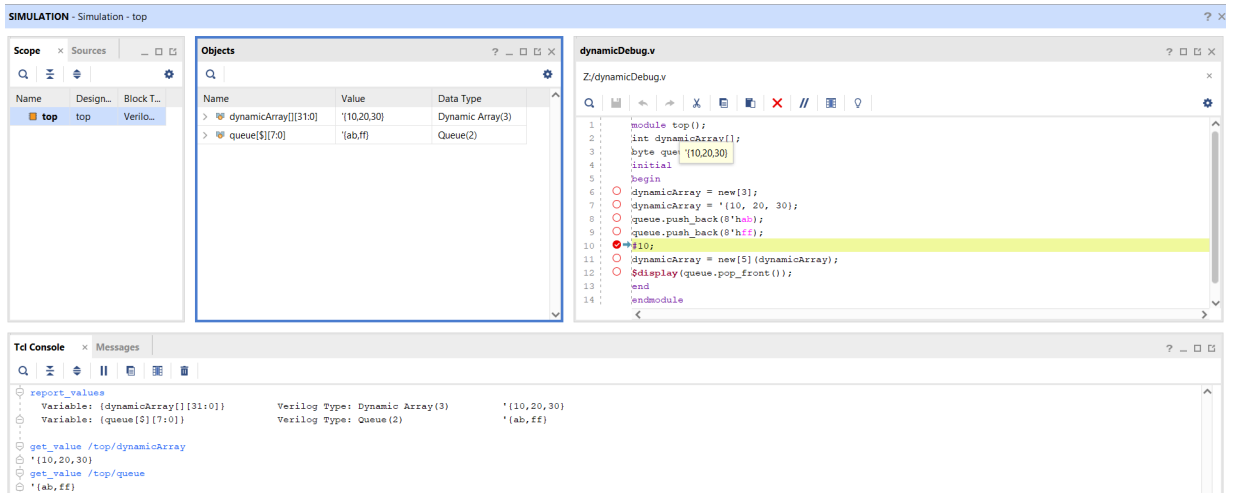 SIMULATION - Simulation - top
Scope Sources
Name Design... Block T...
top top Verilo...
Objects
Name Value Data Type
dynamicArray[][31:0] '{10,20,30} Dynamic Array(3)
queue[$][7:0] '{ab,ff} Queue(2)
dynamicDebug.v
Z:/dynamicDebug.v
1 module top();
2 int dynamicArray[];
3 byte que '{10,20,30}
4 initial
5 begin
6 dynamicArray = new[3];
7 dynamicArray = '{10, 20, 30};
8 queue.push_back(8'hab);
9 queue.push_back(8'hff);
10 #10;
11 dynamicArray = new[5](dynamicArray);
12 $display(queue.pop_front());
13 end
14 endmodule
Tcl Console Messages
report_values
Variable: {dynamicArray[][31:0]} Verilog Type: Dynamic Array(3) '{10,20,30}
Variable: {queue[$][7:0]} Verilog Type: Queue(2) '{ab,ff}
get_value /top/dynamicArray
'{10,20,30}
get_value /top/queue
'{ab,ff}